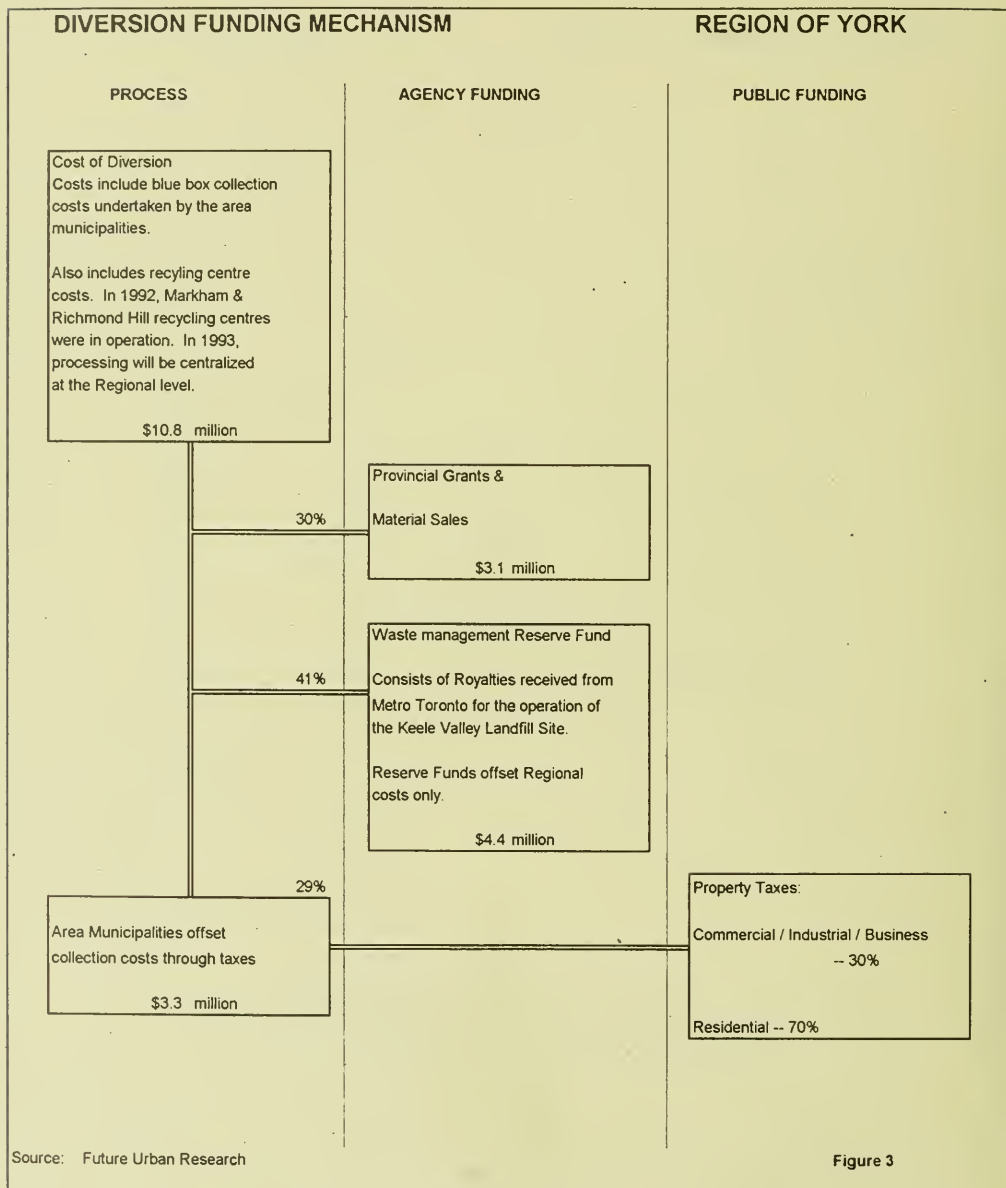 DIVERSION FUNDING MECHANISM
REGION OF YORK
PROCESS
AGENCY FUNDING
PUBLIC FUNDING
Cost of Diversion
Costs include blue box collection
costs undertaken by the area
municipalities.
Also includes recyling centre
costs. In 1992, Markham &
Richmond Hill recycling centres
were in operation. In 1993,
processing will be centralized
at the Regional level.
$10.8 million
Provincial Grants &
30%
Material Sales
$3.1 million
Waste management Reserve Fund
41%
Consists of Royalties received from
Metro Toronto for the operation of
the Keele Valley Landfill Site.
Reserve Funds offset Regional
costs only.
$4.4 million
29%
Area Municipalities offset
collection costs through taxes
$3.3 million
Property Taxes:
Commercial / Industrial / Business
-- 30%
Residential -- 70%
Source: Future Urban Research
Figure 3